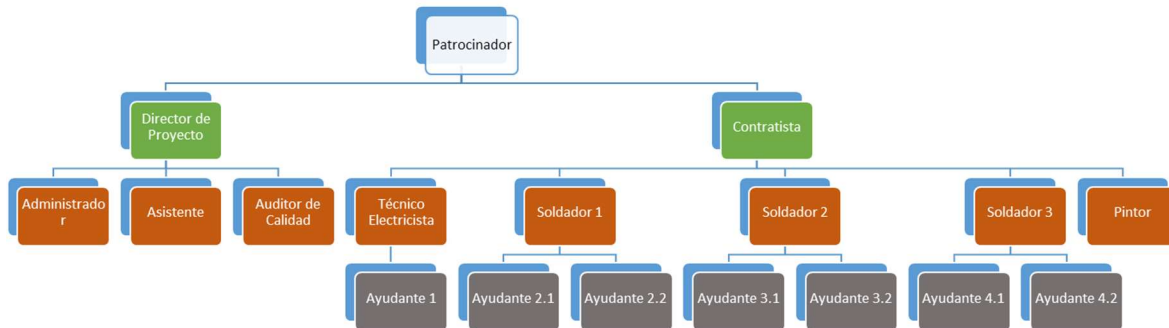 Patrocinador
Director de
Proyecto
Contratista
Administrado
r
Asistente
Auditor de
Calidad
Técnico
Electricista
Soldador 1
Soldador 2
Soldador 3
Pintor
Ayudante 1
Ayudante 2.1
Ayudante 2.2
Ayudante 3.1
Ayudante 3.2
Ayudante 4.1
Ayudante 4.2